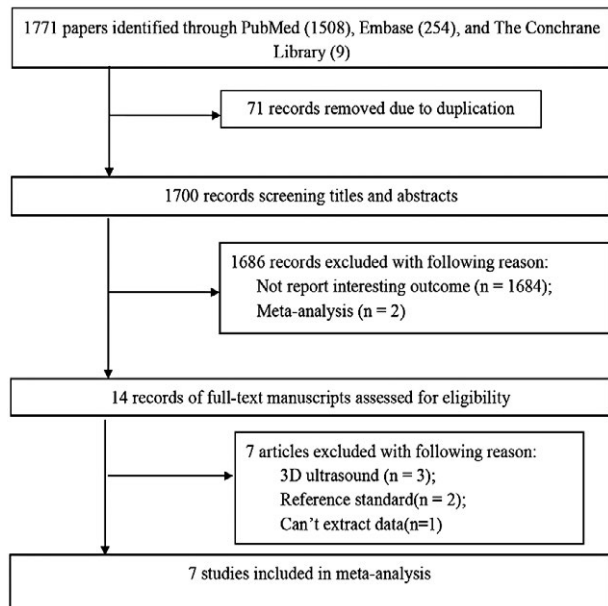 1771 papers identified through PubMed (1508), Embase (254), and The Conchrane
Library (9)
71 records removed due to duplication
1700 records screening titles and abstracts
1686 records excluded with following reason:
Not report interesting outcome (n = 1684);
Meta-analysis (n = 2)
14 records of full-text manuscripts assessed for eligibility
7 articles excluded with following reason:
3D ultrasound (n = 3);
Reference standard(n = 2);
Can't extract data(n=1)
7 studies included in meta-analysis